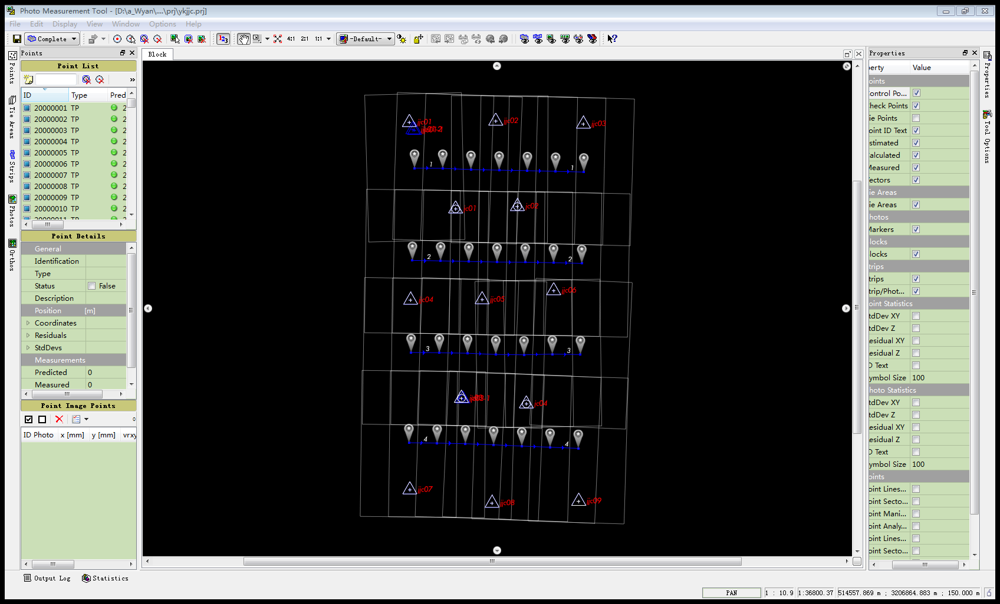 Photo Measurement Tool - [D:\a_Wyan\....\prj\ykjjc.prj]
File Edit Display View Window Options Help
Complete 123 4:1 2:1 1:1 -Default-
Points
Point List
ID Type Pred
20000001 TP 2
20000002 TP 2
20000003 TP 2
20000004 TP 2
20000005 TP 2
20000006 TP 2
20000007 TP 2
20000008 TP 2
20000009 TP 2
20000010 TP 2
20000011 TP 2
Point Details
General
Identification
Type
Status False
Description
Position [m]
Coordinates
Residuals
StdDevs
Measurements
Predicted 0
Measured 0
Point Image Points
0
ID Photo x [mm] y [mm] vrxy
Points
Tie Areas
Strips
Photos
Orthos
Block
jjc01
jjc02
jjc03
1 1
jc01
jc02
2 2
jjc04
jjc05
jjc06
3 3
jc04
4 4
jjc07
jjc08
jjc09
Properties
erty Value
oints
ontrol Po...
heck Points
ie Points
oint ID Text
stimated
alculated
Measured
ectors
ie Areas
ie Areas
hotos
Markers
locks
locks
trips
trips
trip/Phot...
oint Statistics
tdDev XY
tdDev Z
esidual XY
esidual Z
D Text
ymbol Size 100
hoto Statistics
tdDev XY
tdDev Z
esidual XY
esidual Z
D Text
ymbol Size 100
oints
oint Lines...
oint Secto...
oint Mani...
oint Analy...
oint Lines...
oint Secto...
Properties
Tool Options
Output Log Statistics
PAN 1 : 10.9 1:36800.37 514557.869 m ; 3206864.883 m ; 150.000 m